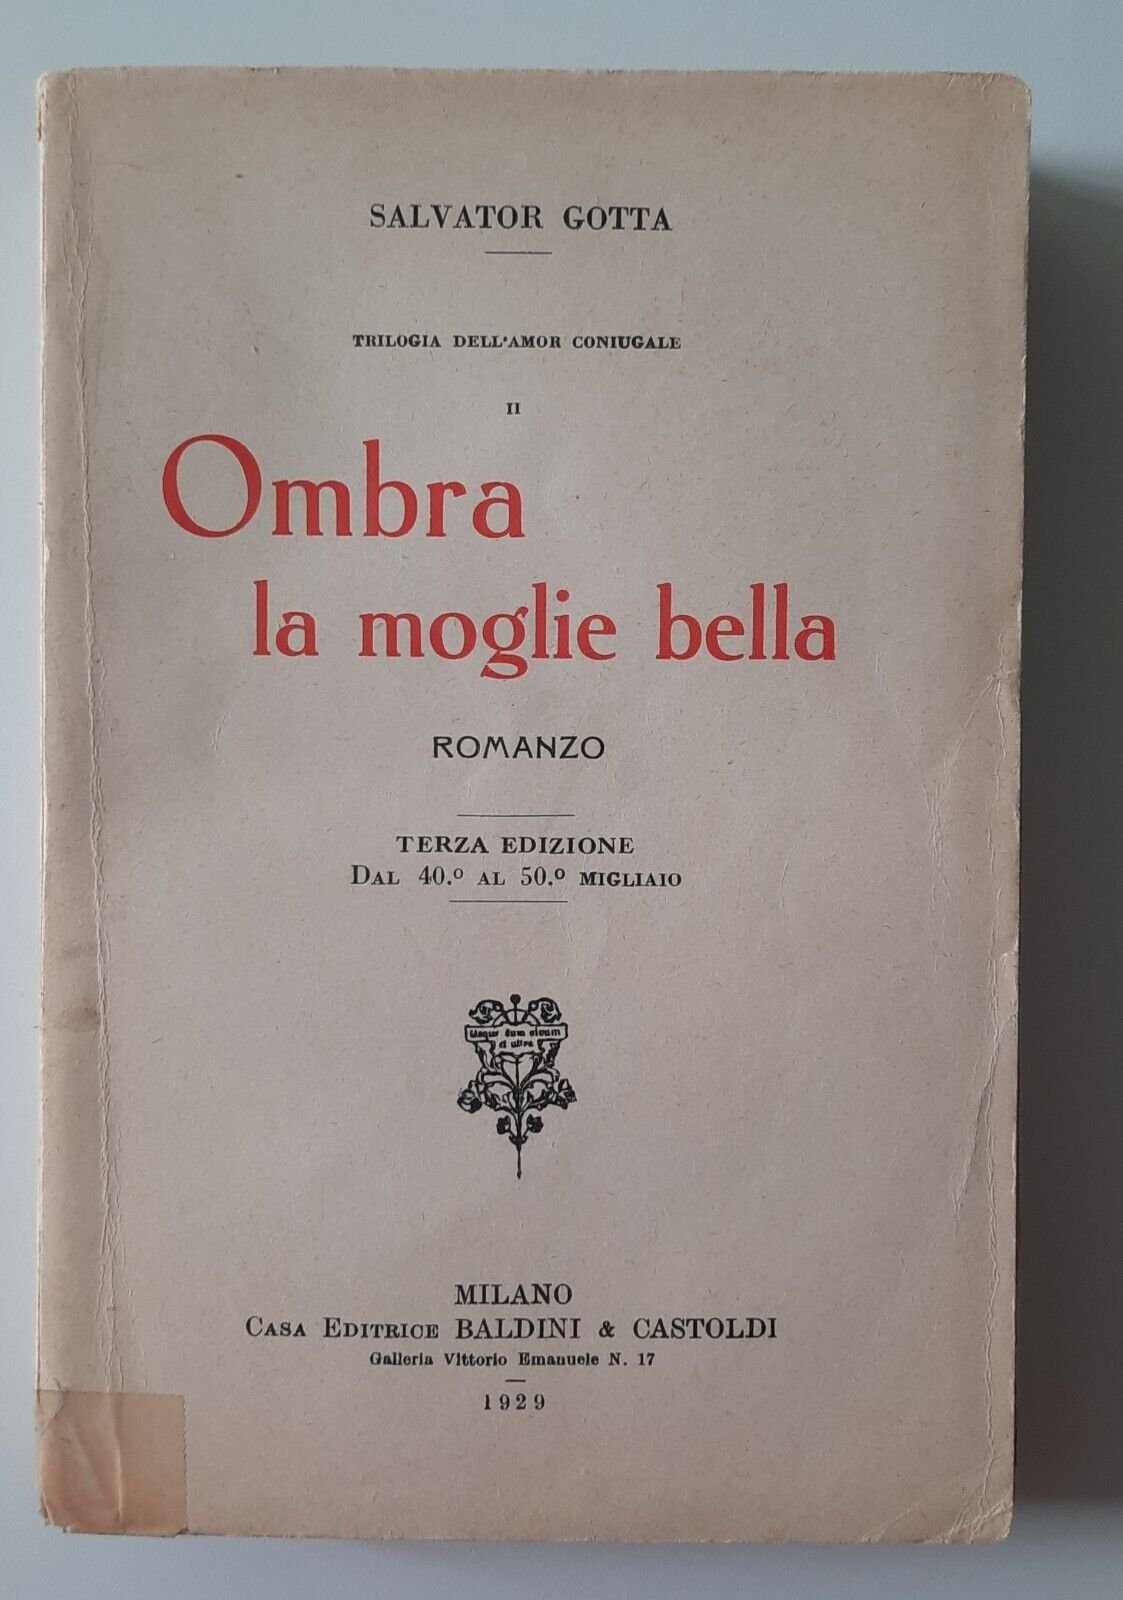 SALVATOR GOTTA
TRILOGIA DELL'AMOR CONIUGALE
II
Ombra
la moglie bella
ROMANZO
TERZA EDIZIONE
DAL 40.º AL 50.º MIGLIAIO
MILANO
CASA EDITRICE BALDINI & CASTOLDI
Galleria Vittorio Emanuele N. 17
1929